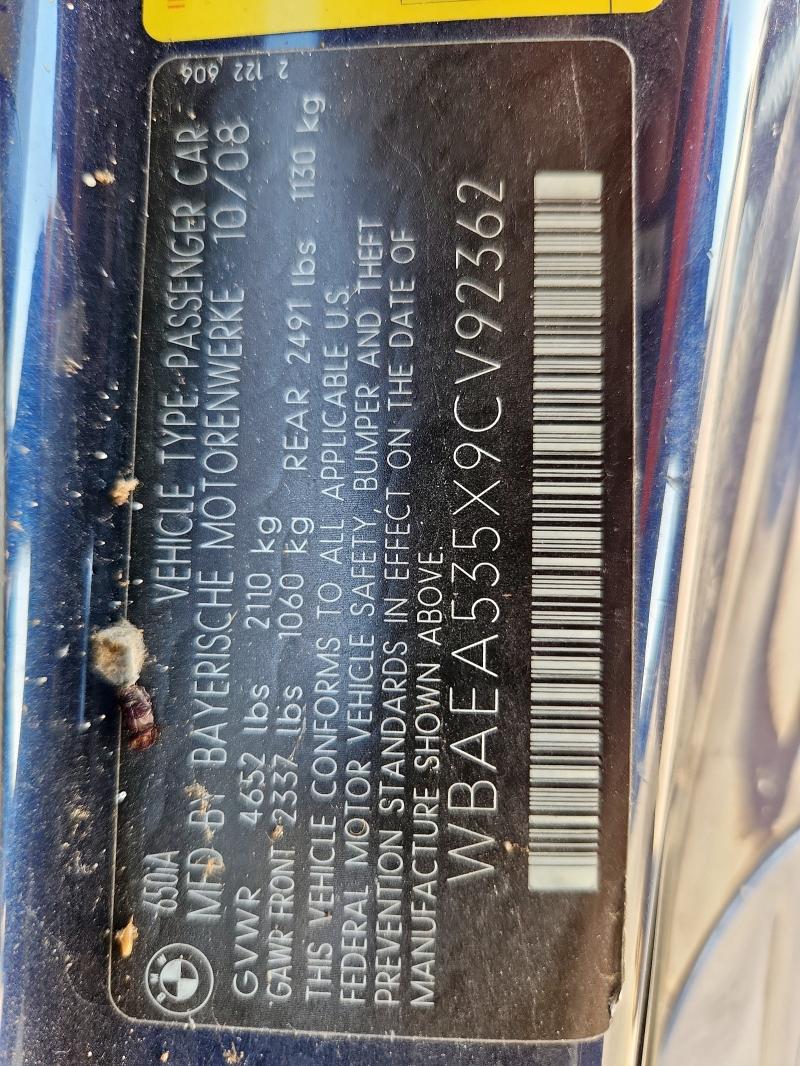 2 122 606
650iA VEHICLE TYPE: PASSENGER CAR
MFD BY BAYERISCHE MOTORENWERKE 10/08
GVWR 4652 lbs 2110 kg
GAWR FRONT 2337 lbs 1060 kg REAR 2491 lbs 1130 kg
THIS VEHICLE CONFORMS TO ALL APPLICABLE U.S.
FEDERAL MOTOR VEHICLE SAFETY, BUMPER AND THEFT
PREVENTION STANDARDS IN EFFECT ON THE DATE OF
MANUFACTURE SHOWN ABOVE.
WBAEA535X9CV92362
BMW